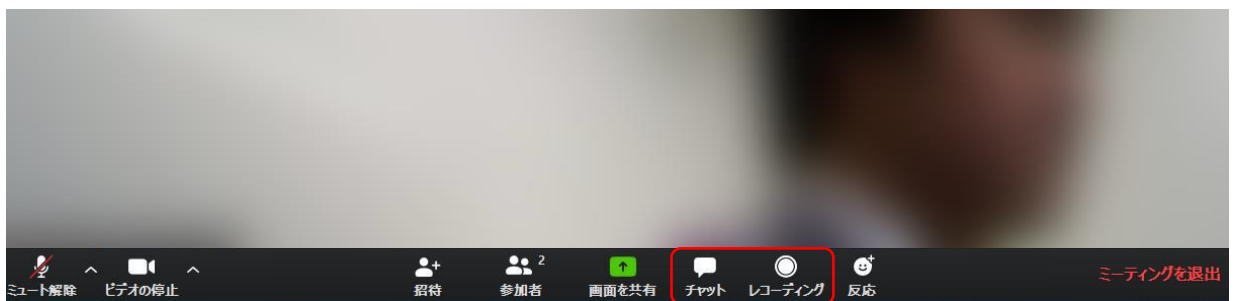 2
ミュート解除 ビデオの停止 招待 参加者 画面を共有 チャット レコーディング 反応 ミーティングを退出